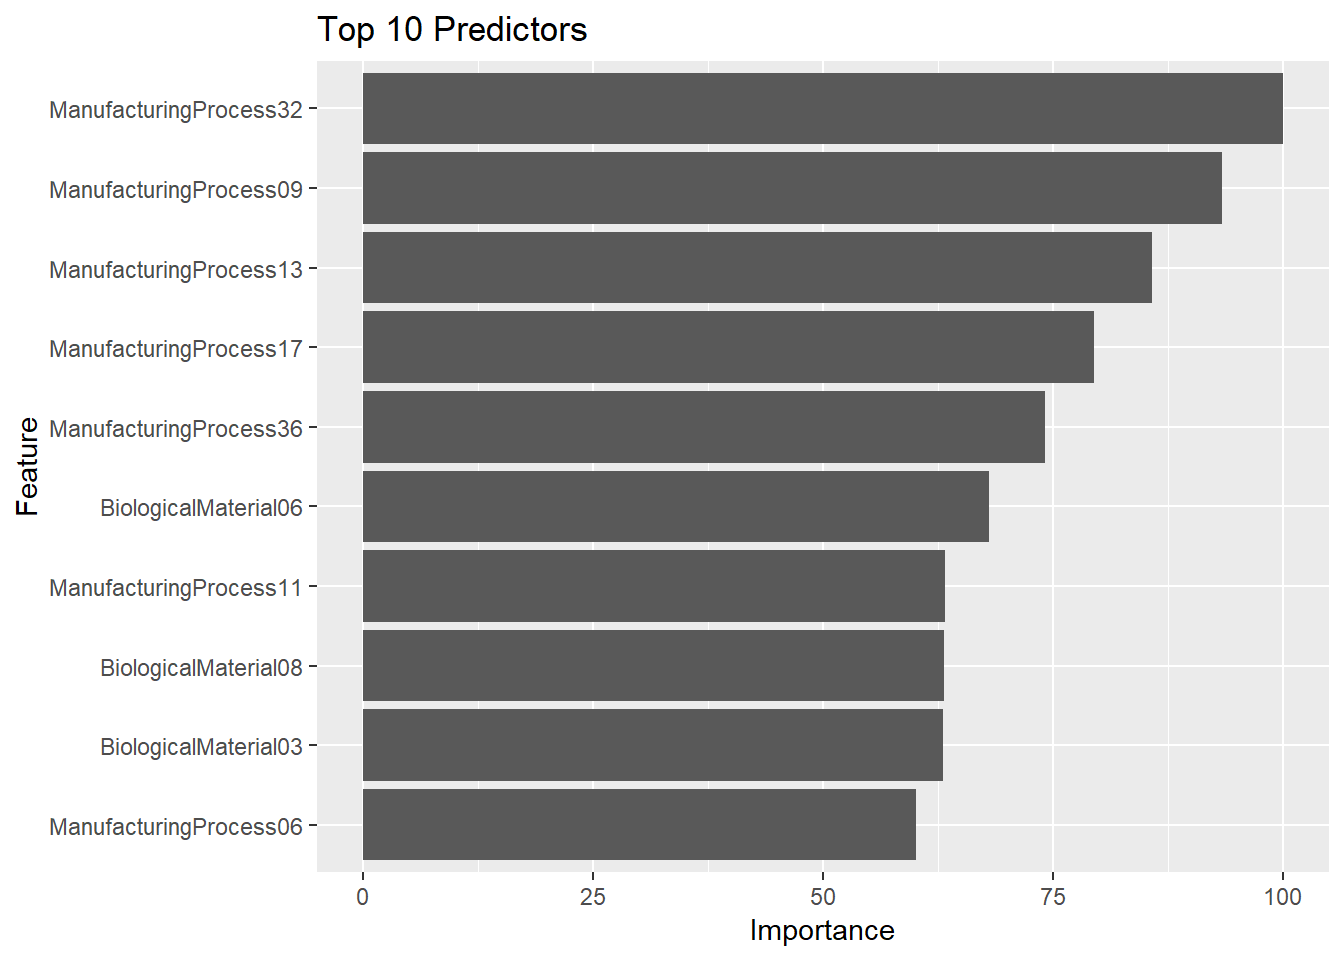 Top 10 Predictors
ManufacturingProcess32
ManufacturingProcess09
ManufacturingProcess13
ManufacturingProcess17
ManufacturingProcess36
BiologicalMaterial06
ManufacturingProcess11
BiologicalMaterial08
BiologicalMaterial03
ManufacturingProcess06
Feature
0 25 50 75 100
Importance